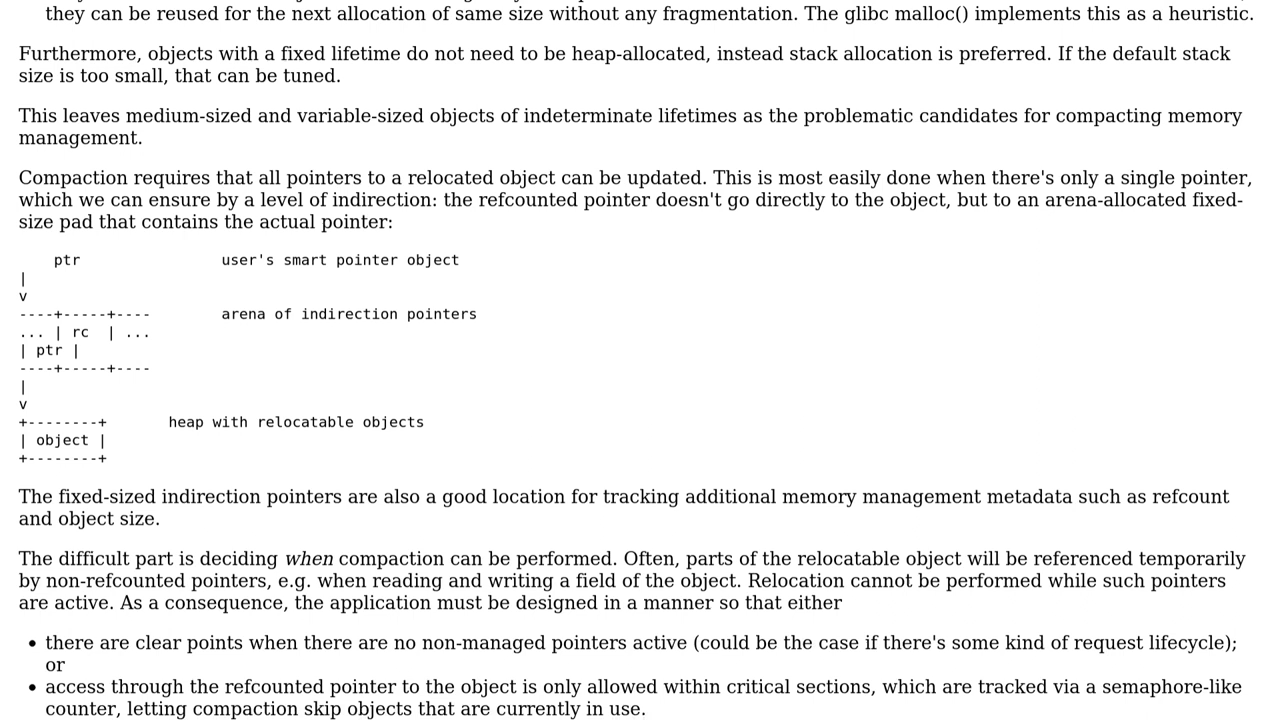 they can be reused for the next allocation of same size without any fragmentation. The glibc malloc() implements this as a heuristic.
Furthermore, objects with a fixed lifetime do not need to be heap-allocated, instead stack allocation is preferred. If the default stack
size is too small, that can be tuned.
This leaves medium-sized and variable-sized objects of indeterminate lifetimes as the problematic candidates for compacting memory
management.
Compaction requires that all pointers to a relocated object can be updated. This is most easily done when there's only a single pointer,
which we can ensure by a level of indirection: the refcounted pointer doesn't go directly to the object, but to an arena-allocated fixed-
size pad that contains the actual pointer:
    ptr                user's smart pointer object
|
v
----+-----+----        arena of indirection pointers
... | rc  | ...
| ptr |
----+-----+----
|
v
+--------+       heap with relocatable objects
| object |
+--------+
The fixed-sized indirection pointers are also a good location for tracking additional memory management metadata such as refcount
and object size.
The difficult part is deciding when compaction can be performed. Often, parts of the relocatable object will be referenced temporarily
by non-refcounted pointers, e.g. when reading and writing a field of the object. Relocation cannot be performed while such pointers
are active. As a consequence, the application must be designed in a manner so that either
• there are clear points when there are no non-managed pointers active (could be the case if there's some kind of request lifecycle);
or
• access through the refcounted pointer to the object is only allowed within critical sections, which are tracked via a semaphore-like
counter, letting compaction skip objects that are currently in use.